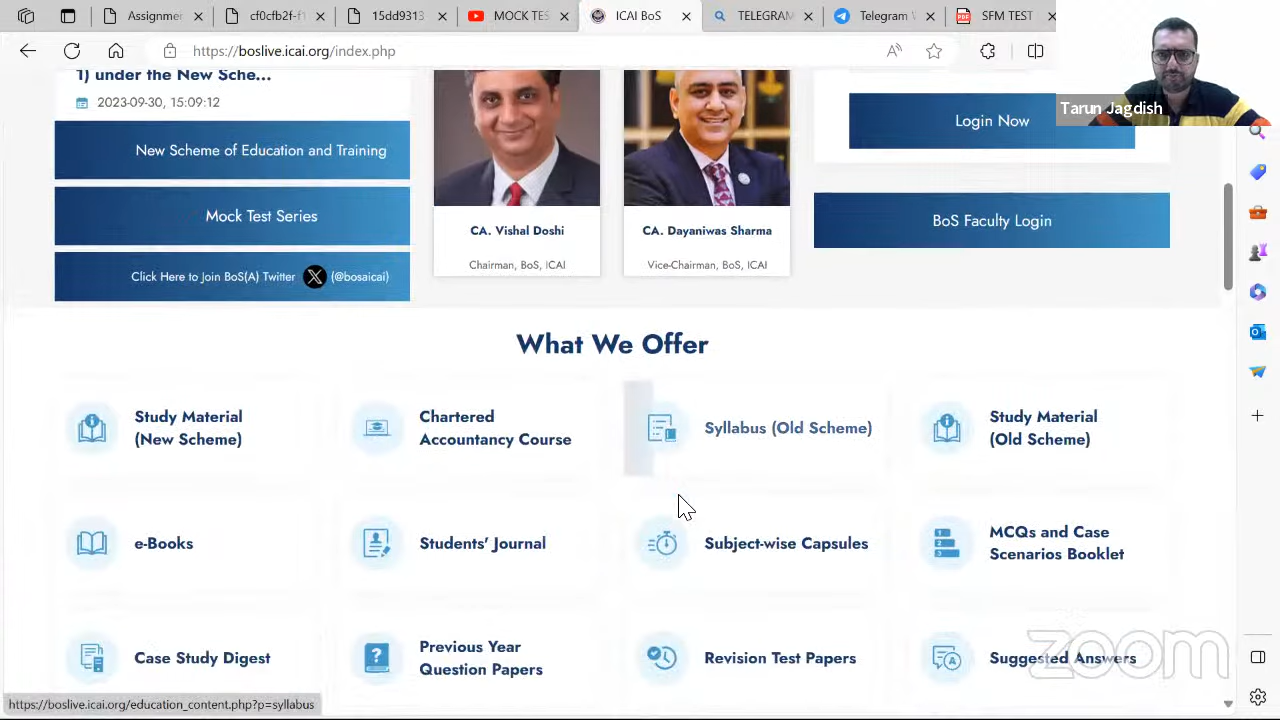 Assignme
0cfcfb2-f1
15dd9313
MOCK TES
ICAI BoS
TELEGRAM
Telegram W
SFM TEST
https://boslive.icai.org/index.php
1) under the New Sche...
2023-09-30, 15:09:12
New Scheme of Education and Training
Mock Test Series
Click Here to Join BoS(A) Twitter X (@bosaicai)
CA. Vishal Doshi
Chairman, BoS, ICAI
CA. Dayaniwas Sharma
Vice-Chairman, BoS, ICAI
Login Now
BoS Faculty Login
Tarun Jagdish
What We Offer
Study Material
(New Scheme)
Chartered
Accountancy Course
Syllabus (Old Scheme)
Study Material
(Old Scheme)
e-Books
Students' Journal
Subject-wise Capsules
MCQs and Case
Scenarios Booklet
Case Study Digest
Previous Year
Question Papers
Revision Test Papers
Suggested Answers
zoom
https://boslive.icai.org/education_content.php?p=syllabus